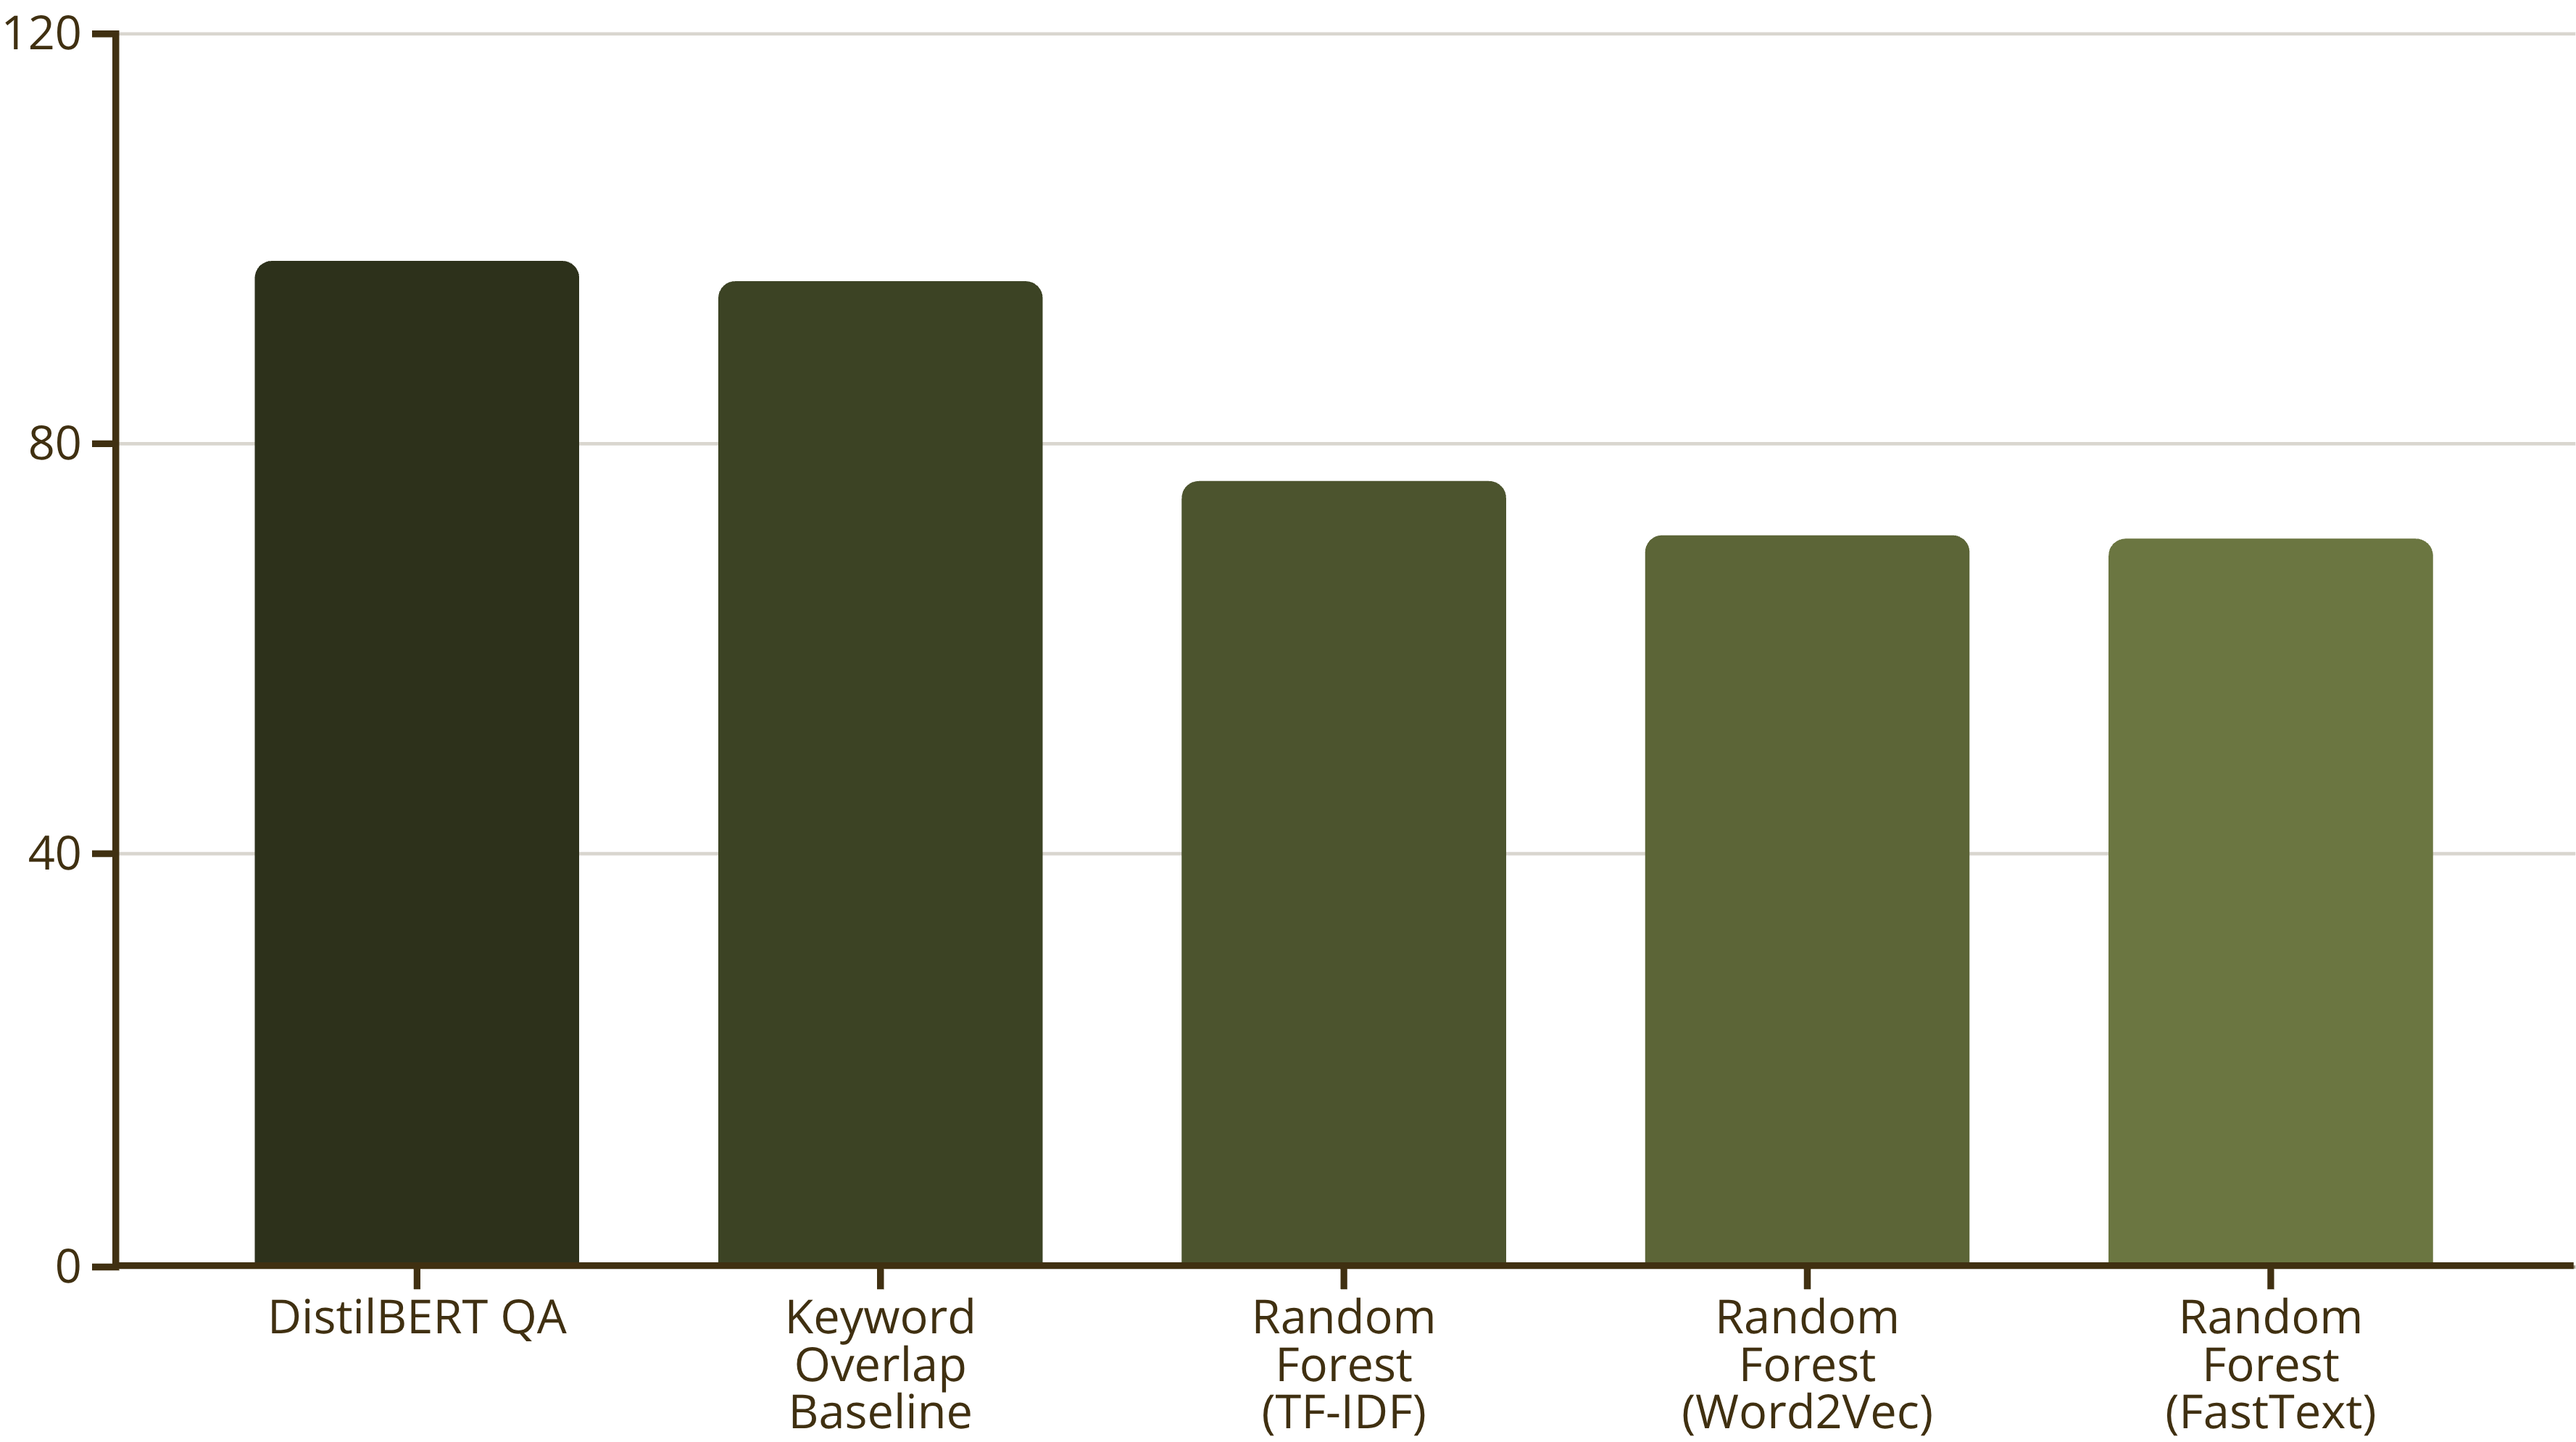 120
80
40
0
DistilBERT QA
Keyword
Overlap
Baseline
Random
Forest
(TF-IDF)
Random
Forest
(Word2Vec)
Random
Forest
(FastText)